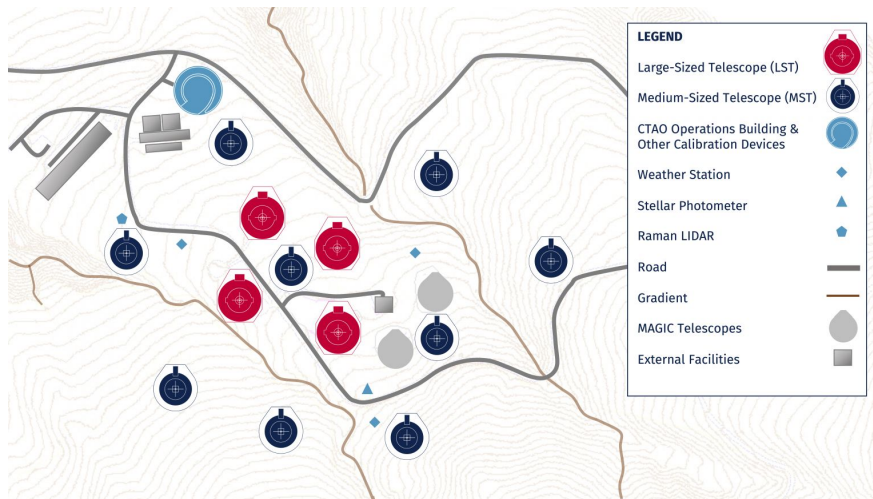 LEGEND
Large-Sized Telescope (LST)
Medium-Sized Telescope (MST)
CTAO Operations Building &
Other Calibration Devices
Weather Station
Stellar Photometer
Raman LIDAR
Road
Gradient
MAGIC Telescopes
External Facilities